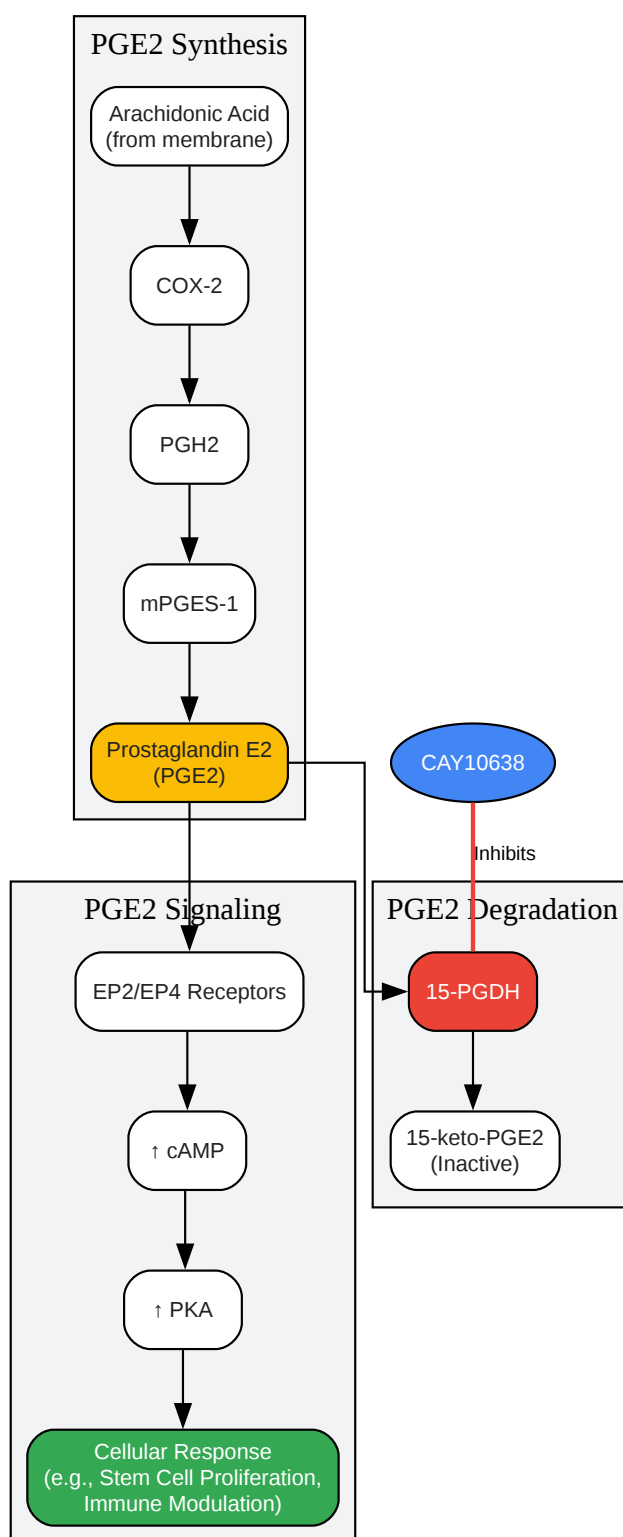 PGE2 Synthesis
Arachidonic Acid
(from membrane)
COX-2
PGH2
mPGES-1
Prostaglandin E2
(PGE2)
CAY10638
Inhibits
PGE2 Signaling
EP2/EP4 Receptors
↑ cAMP
↑ PKA
Cellular Response
(e.g., Stem Cell Proliferation,
Immune Modulation)
PGE2 Degradation
15-PGDH
15-keto-PGE2
(Inactive)